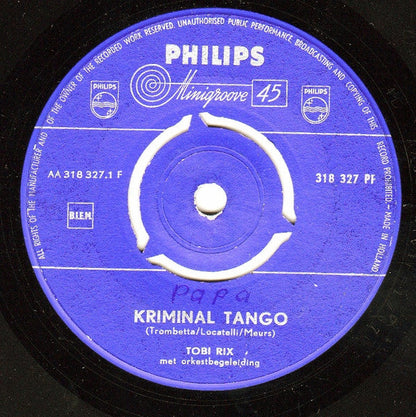 ALL RIGHTS OF THE MANUFACTURER AND OF THE OWNER OF THE RECORDED WORK RESERVED. UNAUTHORISED PUBLIC PERFORMANCE BROADCASTING AND COPYING OF THIS RECORD PROHIBITED - MADE IN HOLLAND
PHILIPS
Minigroove 45
PHILIPS
PHILIPS
AA 318 327.1 F
318 327 PF
B.I.E.M.
Papa
KRIMINAL TANGO
(Trombetta/Locatelli/Meurs)
TOBI RIX
met orkestbegeleiding